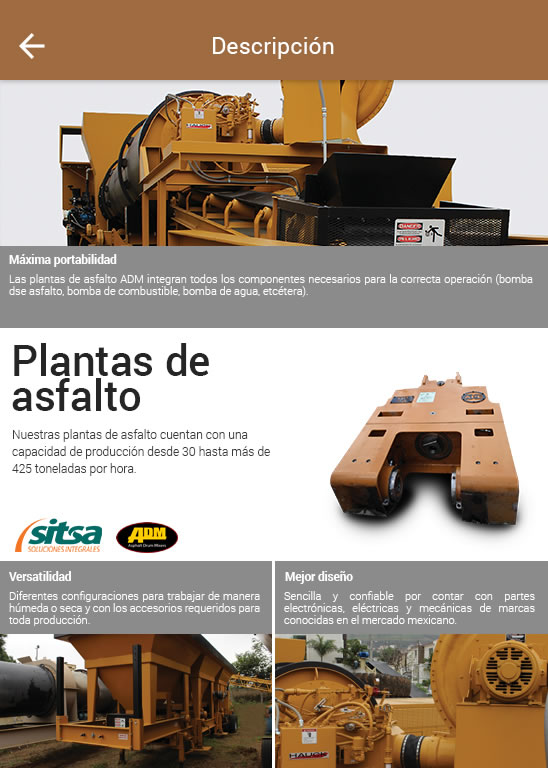 Descripción
HAUCK
DANGER
PELIGRO
Máxima portabilidad
Las plantas de asfalto ADM integran todos los componentes necesarios para la correcta operación (bomba
dse asfalto, bomba de combustible, bomba de agua, etcétera).
Plantas de
asfalto
Nuestras plantas de asfalto cuentan con una
capacidad de producción desde 30 hasta más de
425 toneladas por hora.
sitsa
SOLUCIONES INTEGRALES
ADM
Asphalt Drum Mixers
Versatilidad
Diferentes configuraciones para trabajar de manera
húmeda o seca y con los accesorios requeridos para
toda producción.
Mejor diseño
Sencilla y confiable por contar con partes
electrónicas, eléctricas y mecánicas de marcas
conocidas en el mercado mexicano.
HAUCK